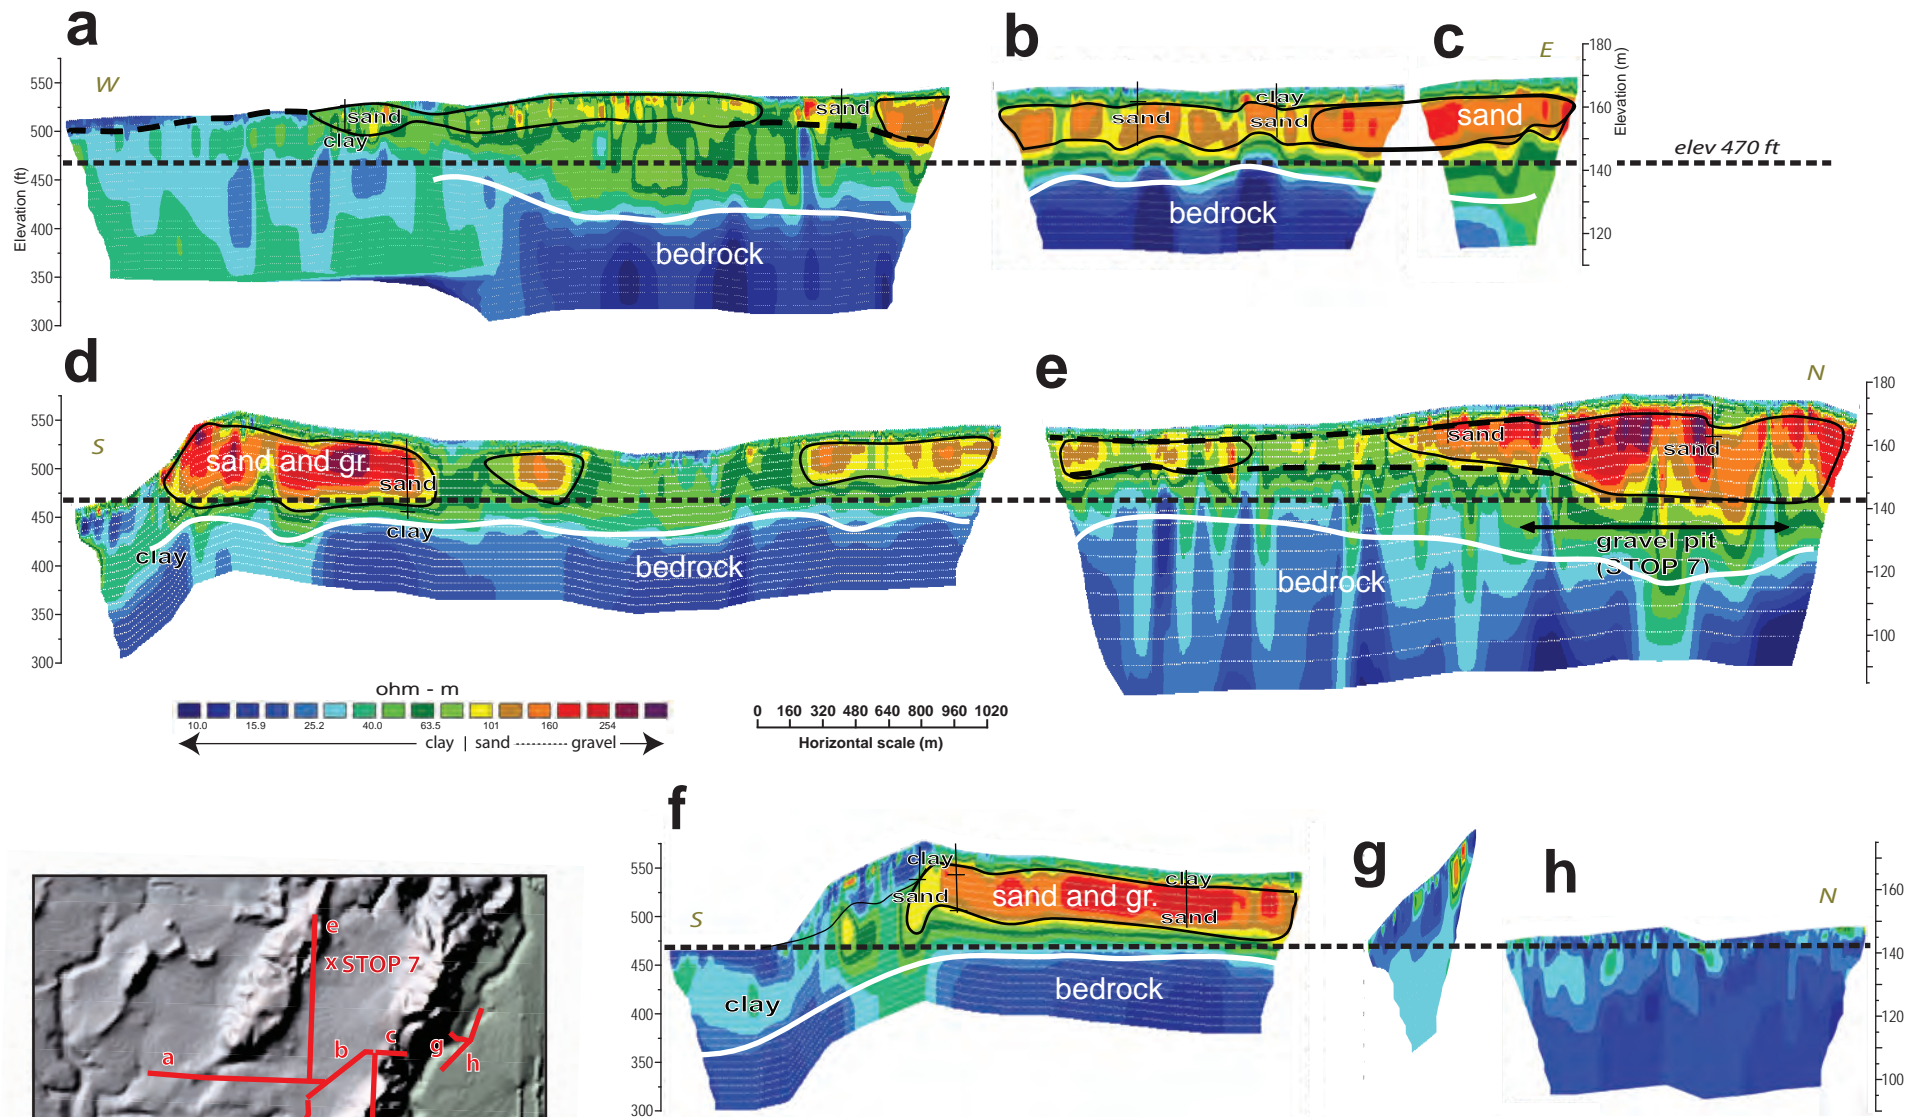 a
b
c
W
E
Elevation (ft)
550
500
450
400
350
300
sand
clay
sand
bedrock
sand
clay
sand
bedrock
sand
180
160
140
120
Elevation (m)
elev 470 ft
d
e
S
N
550
500
450
400
350
300
sand and gr.
sand
clay
clay
bedrock
sand
sand
gravel pit
(STOP 7)
bedrock
180
160
140
120
100
ohm - m
10.0 15.9 25.2 40.0 63.5 101 160 254
clay | sand ---------- gravel
0 160 320 480 640 800 960 1020
Horizontal scale (m)
f
g
h
S
N
550
500
450
400
350
300
clay
sand
sand and gr.
clay
sand
clay
bedrock
160
140
120
100
e
x STOP 7
a
b
c
g
h